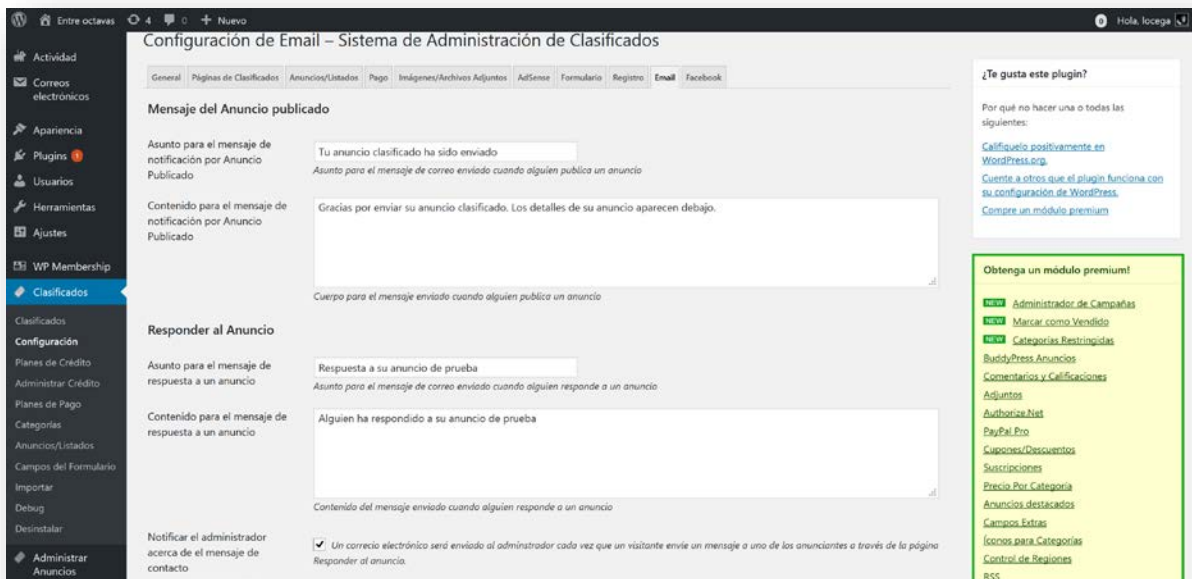 Entre octavas 4 0 + Nuevo 0 Hola, locega
Actividad
Correos
electrónicos
Apariencia
Plugins 1
Usuarios
Herramientas
Ajustes
WP Membership
Clasificados
Clasificados
Configuración
Planes de Crédito
Administrar Crédito
Planes de Pago
Categorías
Anuncios/Listados
Campos del Formulario
Importar
Debug
Desinstalar
Administrar
Anuncios
Configuración de Email – Sistema de Administración de Clasificados
General Páginas de Clasificados Anuncios/Listados Pago Imágenes/Archivos Adjuntos AdSense Formulario Registro Email Facebook
Mensaje del Anuncio publicado
Asunto para el mensaje de
notificación por Anuncio
Publicado
Tu anuncio clasificado ha sido enviado
Asunto para el mensaje de correo enviado cuando alguien publica un anuncio
Contenido para el mensaje de
notificación por Anuncio
Publicado
Gracias por enviar su anuncio clasificado. Los detalles de su anuncio aparecen debajo.
Cuerpo para el mensaje enviado cuando alguien publica un anuncio
Responder al Anuncio
Asunto para el mensaje de
respuesta a un anuncio
Respuesta a su anuncio de prueba
Asunto para el mensaje de correo enviado cuando alguien responde a un anuncio
Contenido para el mensaje de
respuesta a un anuncio
Alguien ha respondido a su anuncio de prueba
Contenido del mensaje enviado cuando alguien responde a un anuncio
Notificar el administrador
acerca de el mensaje de
contacto
Un correcio electrónico será enviado al adminstrador cada vez que un visitante envie un mensaje a uno de los anunciantes a través de la página
Responder al anuncio.
¿Te gusta este plugin?
Por qué no hacer una o todas las
siguientes:
Califiquelo positivamente en
WordPress.org.
Cuente a otros que el plugin funciona con
su configuración de WordPress.
Compre un módulo premium
Obtenga un módulo premium!
NEW Administrador de Campañas
NEW Marcar como Vendido
NEW Categorías Restringidas
BuddyPress Anuncios
Comentarios y Calificaciones
Adjuntos
Authorize.Net
PayPal Pro
Cupones/Descuentos
Suscripciones
Precio Por Categoría
Anuncios destacados
Campos Extras
Íconos para Categorías
Control de Regiones
RSS